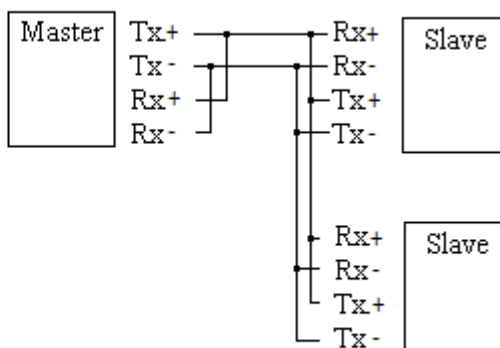 Master
Tx+
Tx-
Rx+
Rx-
Rx+
Rx-
Tx+
Tx-
Slave
Rx+
Rx-
Tx+
Tx-
Slave